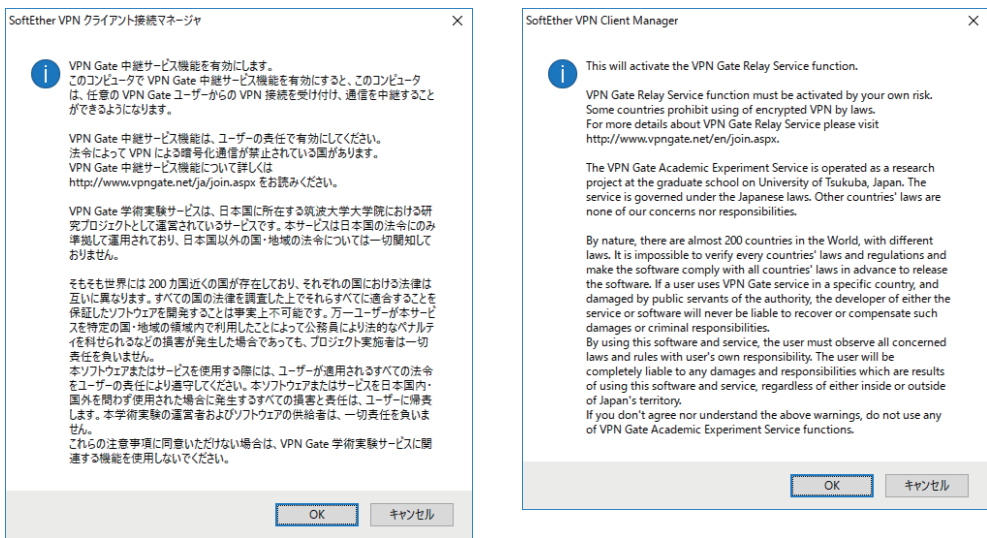 SoftEther VPN クライアント接続マネージャ
VPN Gate 中継サービス機能を有効にします。
このコンピュータで VPN Gate 中継サービス機能を有効にすると、このコンピュータ
は、任意の VPN Gate ユーザーからの VPN 接続を受け付け、通信を中継すること
ができるようになります。
VPN Gate 中継サービス機能は、ユーザーの責任で有効にしてください。
法令によって VPN による暗号化通信が禁止されている国があります。
VPN Gate 中継サービス機能について詳しくは
http://www.vpngate.net/ja/join.aspx をお読みください。
VPN Gate 学術実験サービスは、日本国に所在する筑波大学大学院における研
究プロジェクトとして運営されているサービスです。本サービスは日本国の法令にのみ
準拠して運用されており、日本国以外の国・地域の法令については一切関知して
おりません。
そもそも世界には 200 カ国近くの国が存在しており、それぞれの国における法律は
互いに異なります。すべての国の法律を調査した上でそれらすべてに適合することを
保証したソフトウェアを開発することは事実上不可能です。万一ユーザーが本サービ
スを特定の国・地域の領域内で利用したことによって公務員により法的なペナルテ
ィを科せられるなどの損害が発生した場合であっても、プロジェクト実施者は一切
責任を負いません。
本ソフトウェアまたはサービスを使用する際には、ユーザーが適用されるすべての法令
をユーザーの責任により遵守してください。本ソフトウェアまたはサービスを日本国内・
国外を問わず使用された場合に発生するすべての損害と責任は、ユーザーに帰表
します。本学術実験の運営者およびソフトウェアの供給者は、一切責任を負いま
せん。
これらの注意事項に同意いただけない場合は、VPN Gate 学術実験サービスに関
連する機能を使用しないでください。
OK
キャンセル
SoftEther VPN Client Manager
This will activate the VPN Gate Relay Service function.
VPN Gate Relay Service function must be activated by your own risk.
Some countries prohibit using of encrypted VPN by laws.
For more details about VPN Gate Relay Service please visit
http://www.vpngate.net/en/join.aspx.
The VPN Gate Academic Experiment Service is operated as a research
project at the graduate school on University of Tsukuba, Japan. The
service is governed under the Japanese laws. Other countries' laws are
none of our concerns nor responsibilities.
By nature, there are almost 200 countries in the World, with different
laws. It is impossible to verify every countries' laws and regulations and
make the software comply with all countries' laws in advance to release
the software. If a user uses VPN Gate service in a specific country, and
damaged by public servants of the authority, the developer of either the
service or software will never be liable to recover or compensate such
damages or criminal responsibilities.
By using this software and service, the user must observe all concerned
laws and rules with user's own responsibility. The user will be
completely liable to any damages and responsibilities which are results
of using this software and service, regardless of either inside or outside
of Japan's territory.
If you don't agree nor understand the above warnings, do not use any
of VPN Gate Academic Experiment Service functions.
OK
キャンセル